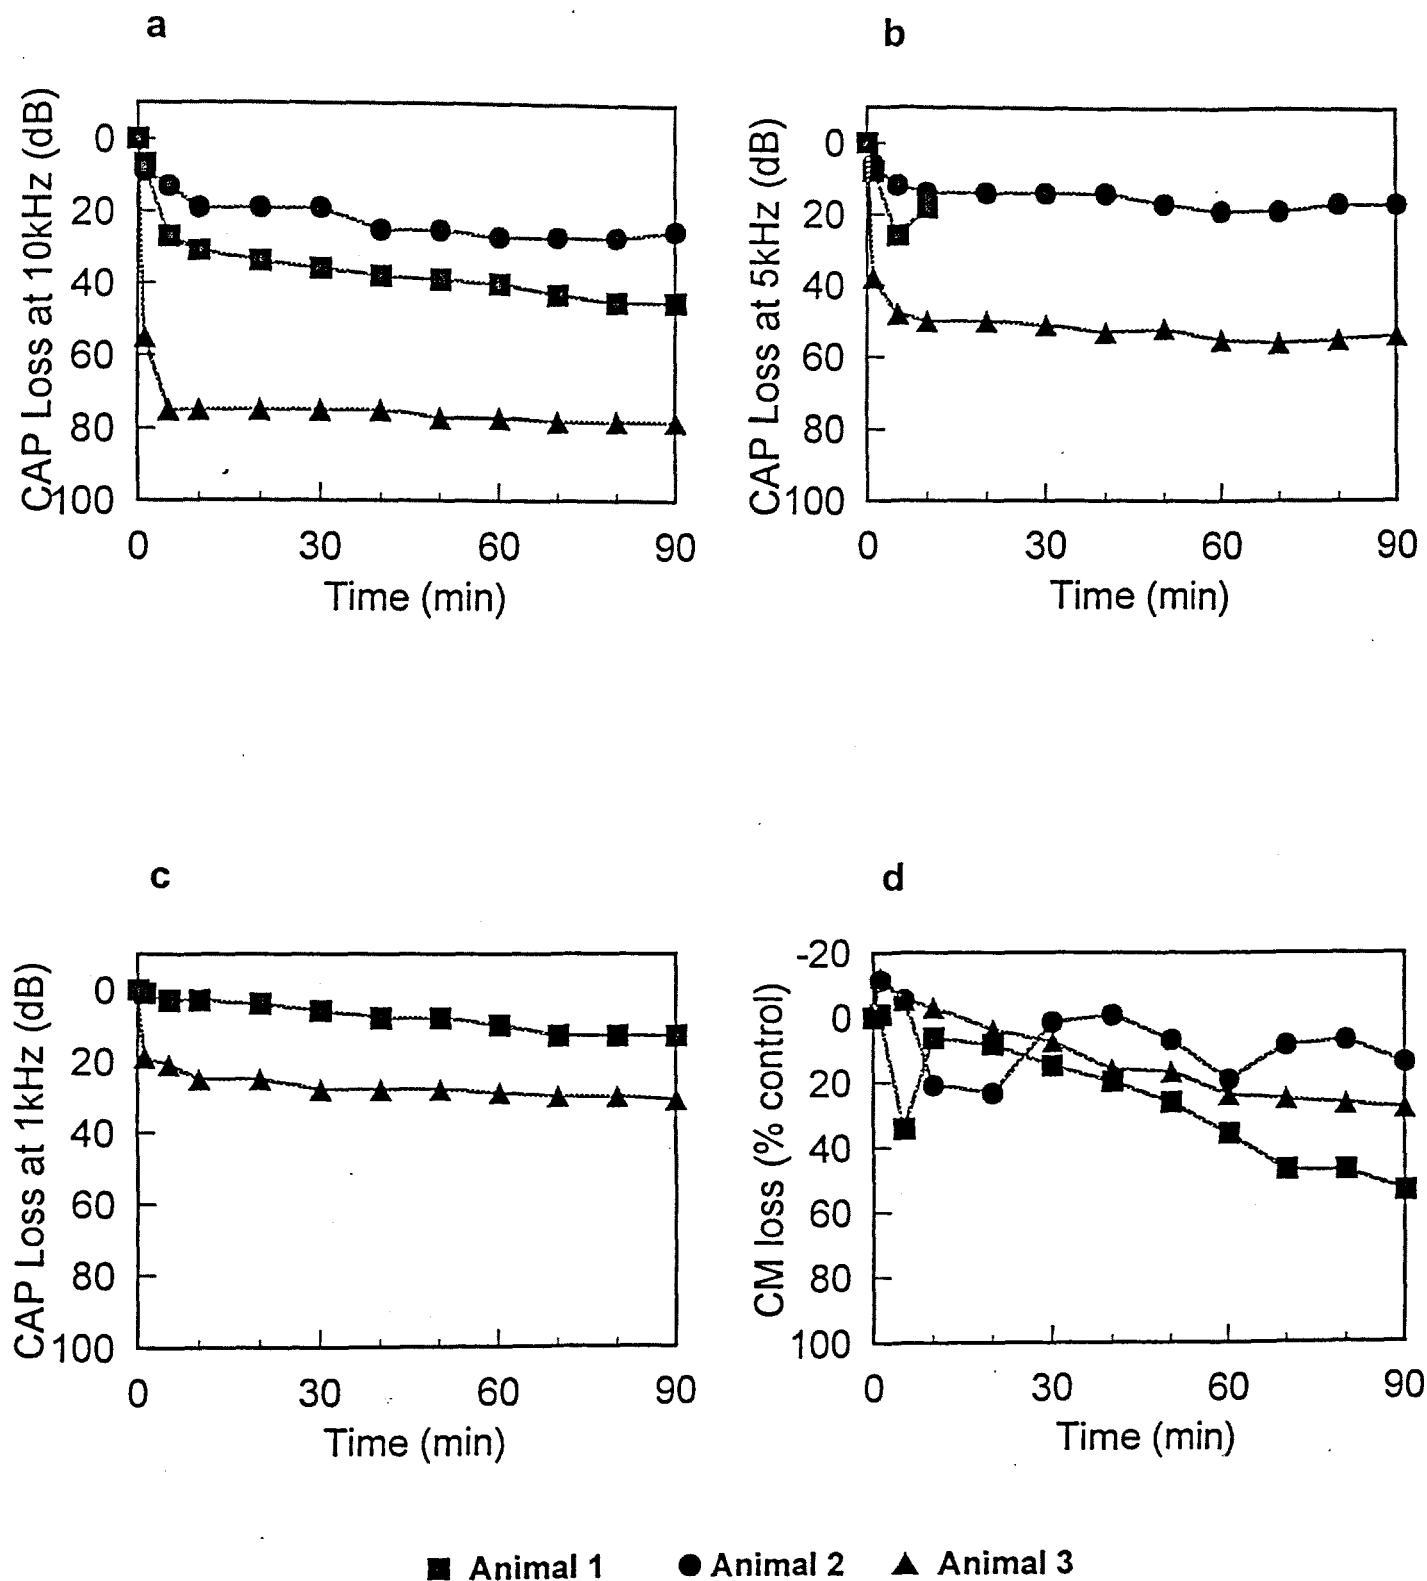 a
CAP Loss at 10kHz (dB)
0
20
40
60
80
100
0 30 60 90
Time (min)
b
CAP Loss at 5kHz (dB)
0
20
40
60
80
100
0 30 60 90
Time (min)
c
CAP Loss at 1kHz (dB)
0
20
40
60
80
100
0 30 60 90
Time (min)
d
CM loss (% control)
-20
0
20
40
60
80
100
0 30 60 90
Time (min)
Animal 1 Animal 2 Animal 3